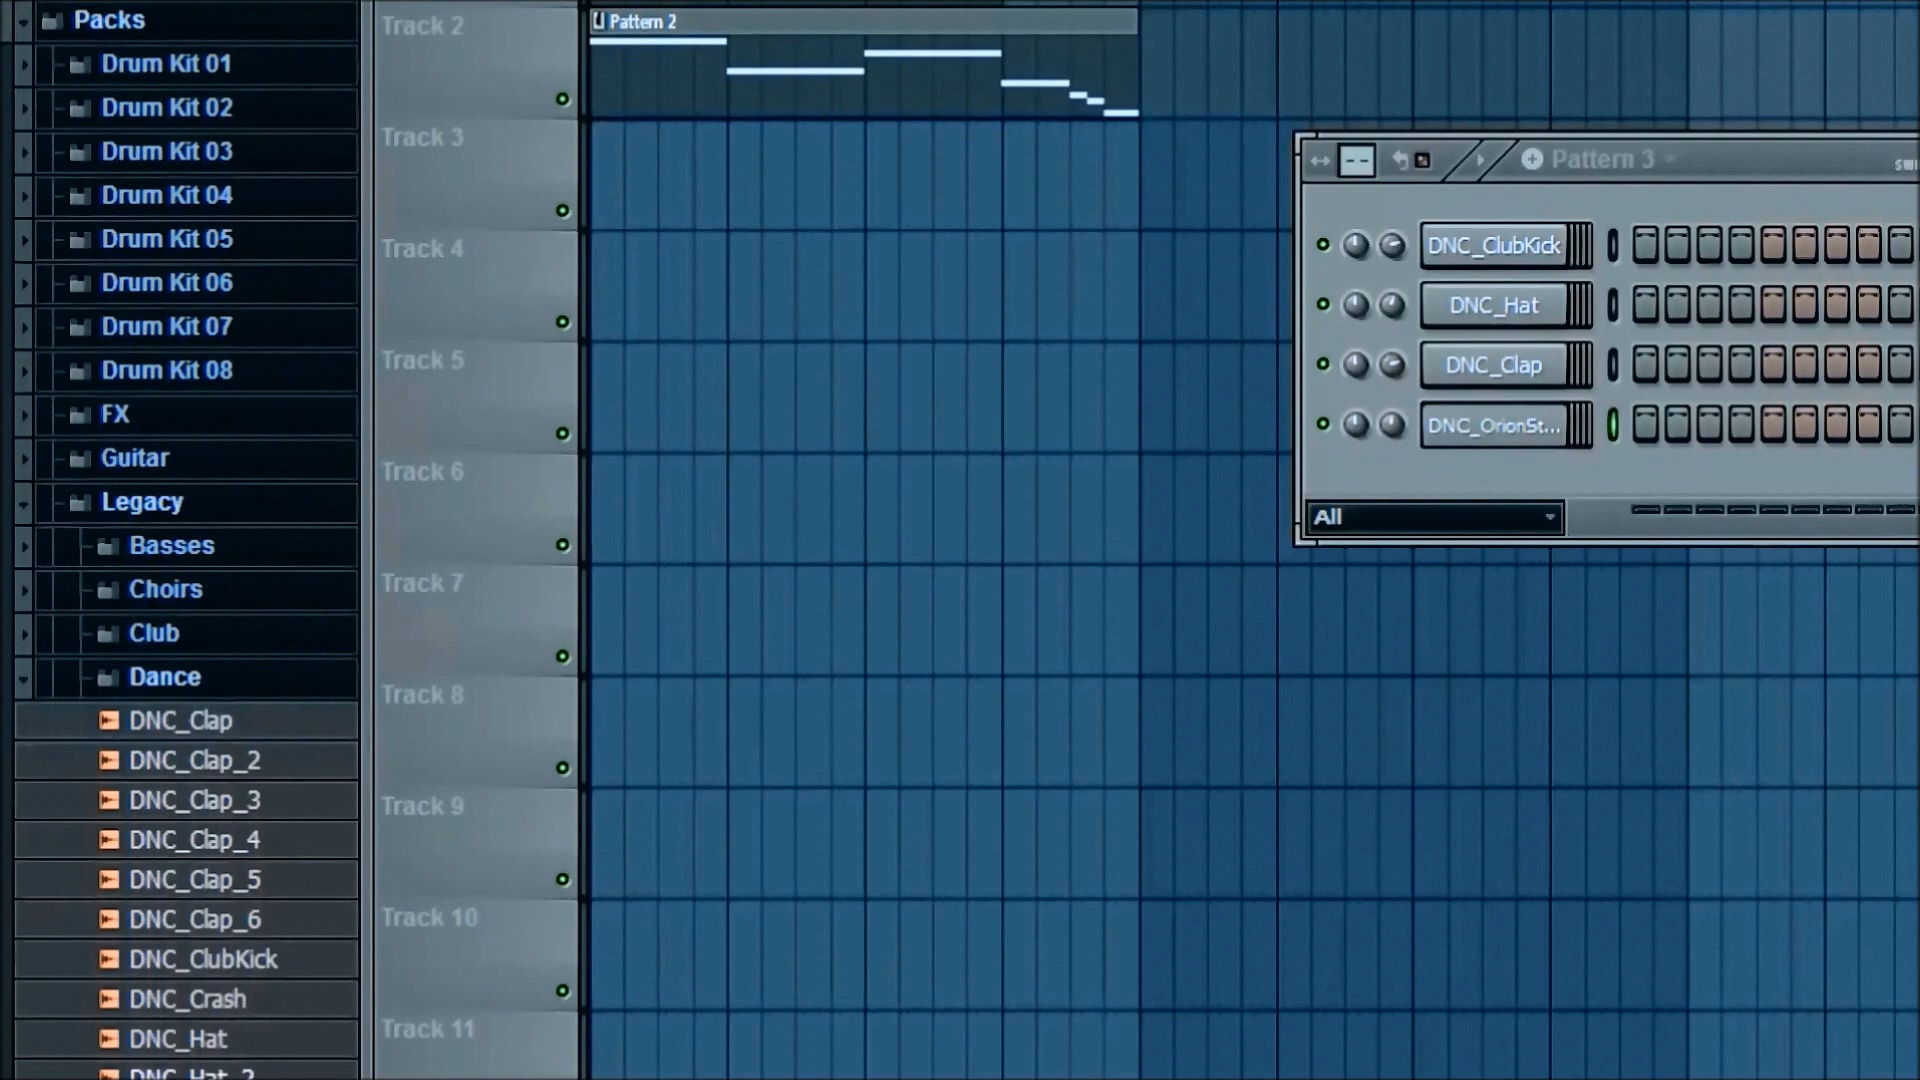 Packs
Drum Kit 01
Drum Kit 02
Drum Kit 03
Drum Kit 04
Drum Kit 05
Drum Kit 06
Drum Kit 07
Drum Kit 08
FX
Guitar
Legacy
Basses
Choirs
Club
Dance
DNC_Clap
DNC_Clap_2
DNC_Clap_3
DNC_Clap_4
DNC_Clap_5
DNC_Clap_6
DNC_ClubKick
DNC_Crash
DNC_Hat
DNC_Hat_2
Track 2
Track 3
Track 4
Track 5
Track 6
Track 7
Track 8
Track 9
Track 10
Track 11
Pattern 2
Pattern 3
DNC_ClubKick
DNC_Hat
DNC_Clap
DNC_OrionSt...
All